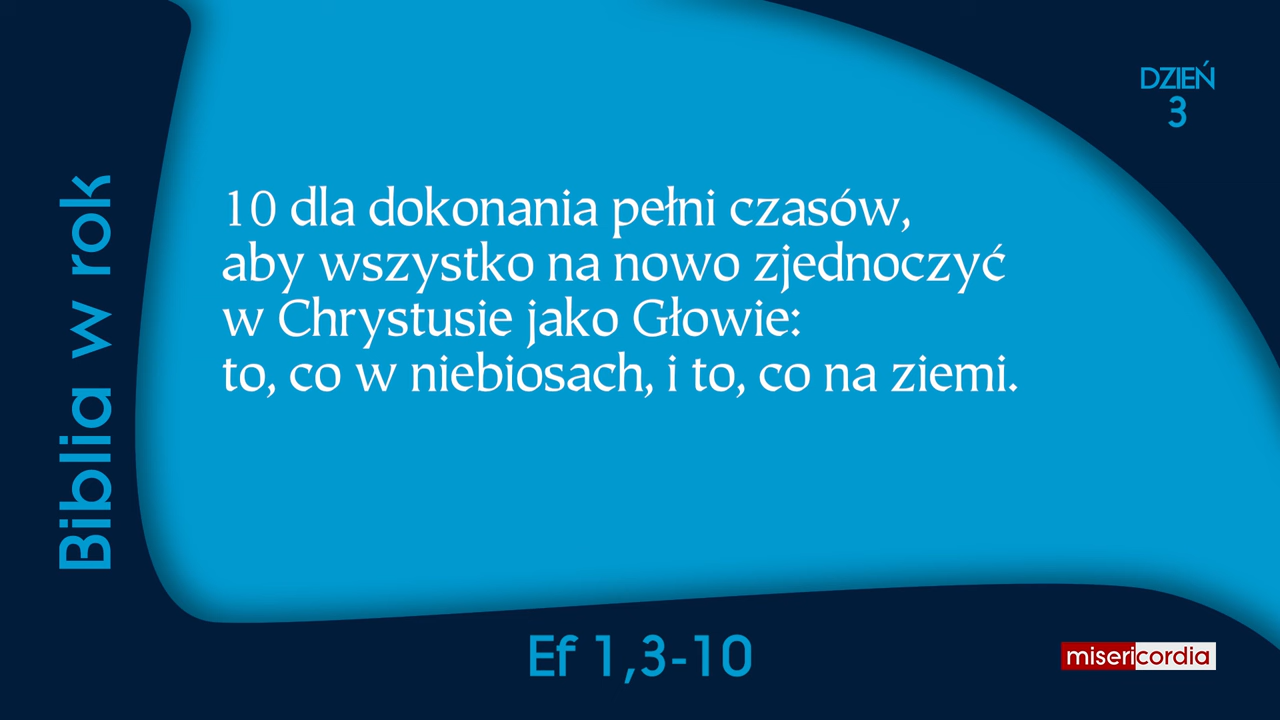 DZIEŃ
3
Biblia w rok
10 dla dokonania pełni czasów,
aby wszystko na nowo zjednoczyć
w Chrystusie jako Głowie:
to, co w niebiosach, i to, co na ziemi.
Ef 1,3-10
misericordia